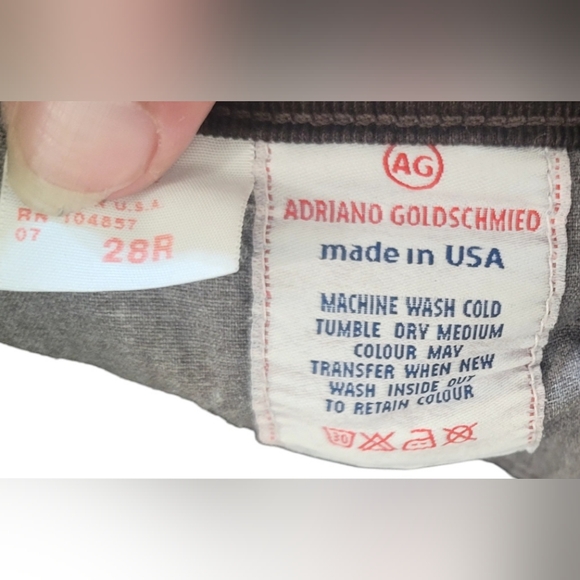 U.S.A
RN 104857
07
28R
AG
ADRIANO GOLDSCHMIED
made in USA
MACHINE WASH COLD
TUMBLE DRY MEDIUM
COLOUR MAY
TRANSFER WHEN NEW
WASH INSIDE OUT
TO RETAIN COLOUR
30